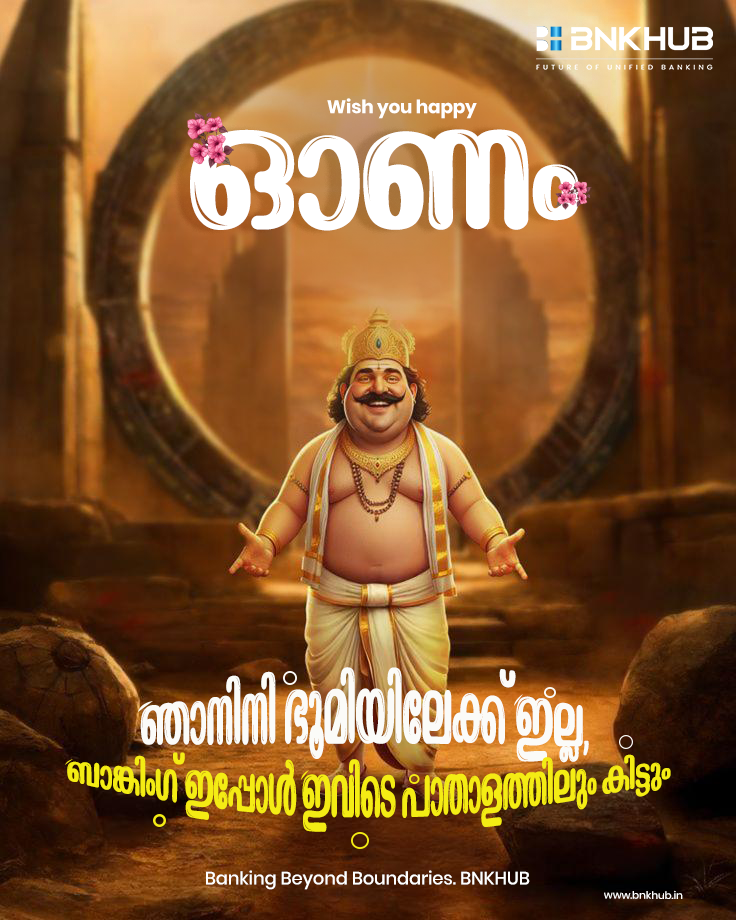 BNKHUB
FUTURE OF UNIFIED BANKING
Wish you happy
ഓണം
ഞാനിനി ഭൂമിയിലേക്ക് ഇല്ല,
ബാങ്കിംഗ് ഇപ്പോൾ ഇവിടെ പാതാളത്തിലും കിട്ടും
Banking Beyond Boundaries. BNKHUB
www.bnkhub.in